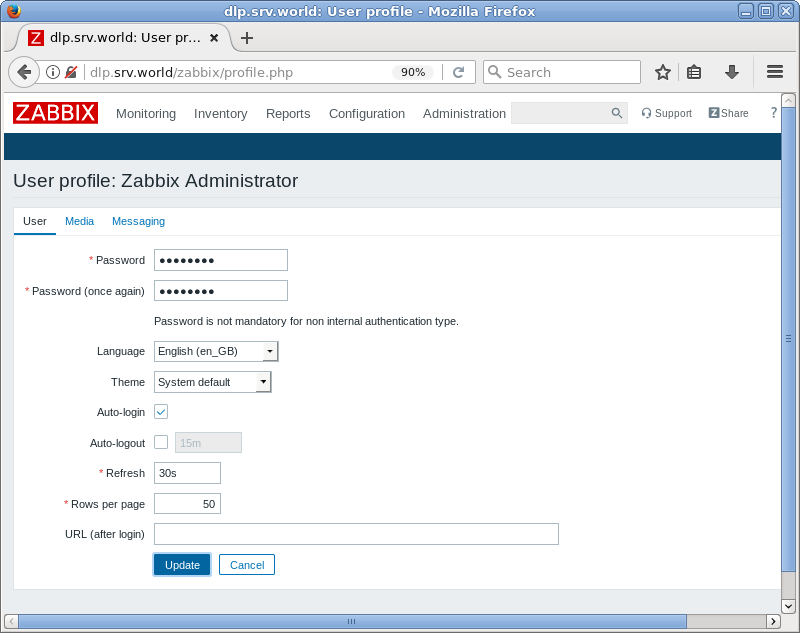 dlp.srv.world: User profile - Mozilla Firefox
Z dlp.srv.world: User pr... × +
dlp.srv.world/zabbix/profile.php 90% Search
ZABBIX Monitoring Inventory Reports Configuration Administration Support Z Share ?
User profile: Zabbix Administrator
User Media Messaging
* Password ●●●●●●●●
* Password (once again) ●●●●●●●●
Password is not mandatory for non internal authentication type.
Language English (en_GB)
Theme System default
Auto-login
Auto-logout 15m
* Refresh 30s
* Rows per page 50
URL (after login)
Update Cancel